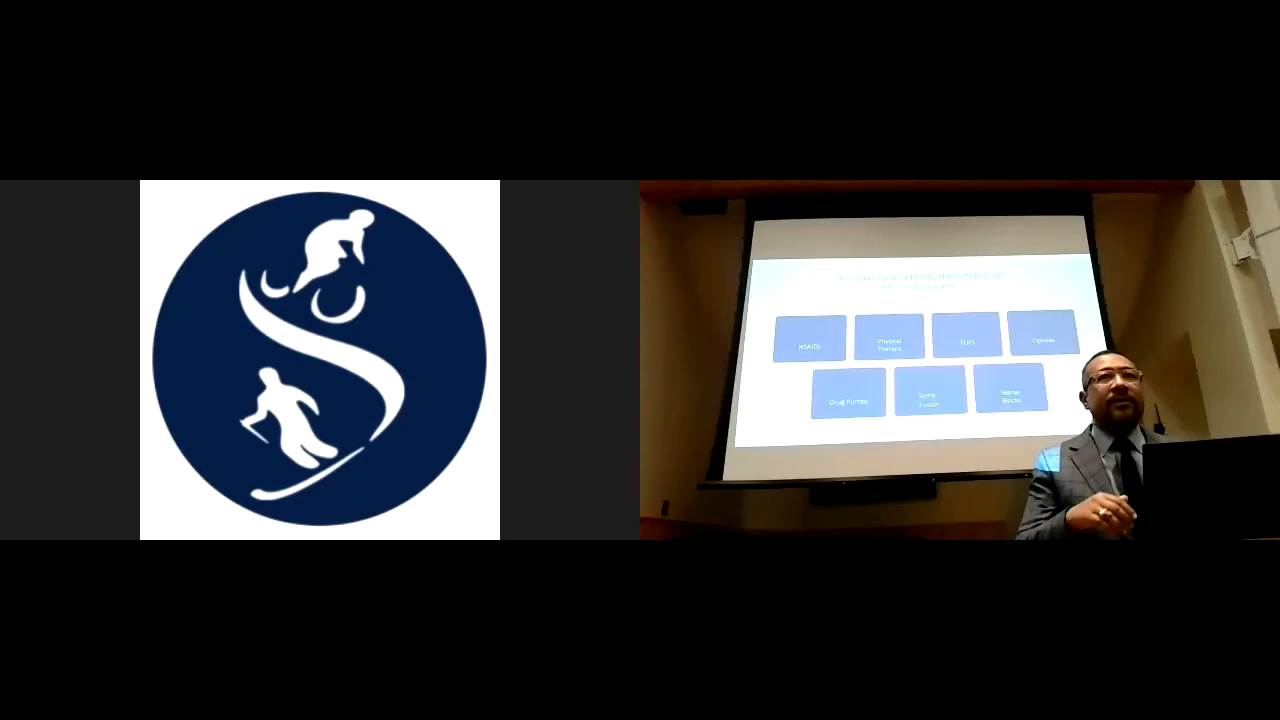 NSAIDs
Physical
Therapy
TENS
Opioids
Drug Pumps
Spine
Fusion
Nerve
Blocks